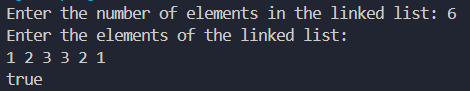 Enter the number of elements in the linked list: 6
Enter the elements of the linked list:
1 2 3 3 2 1
true